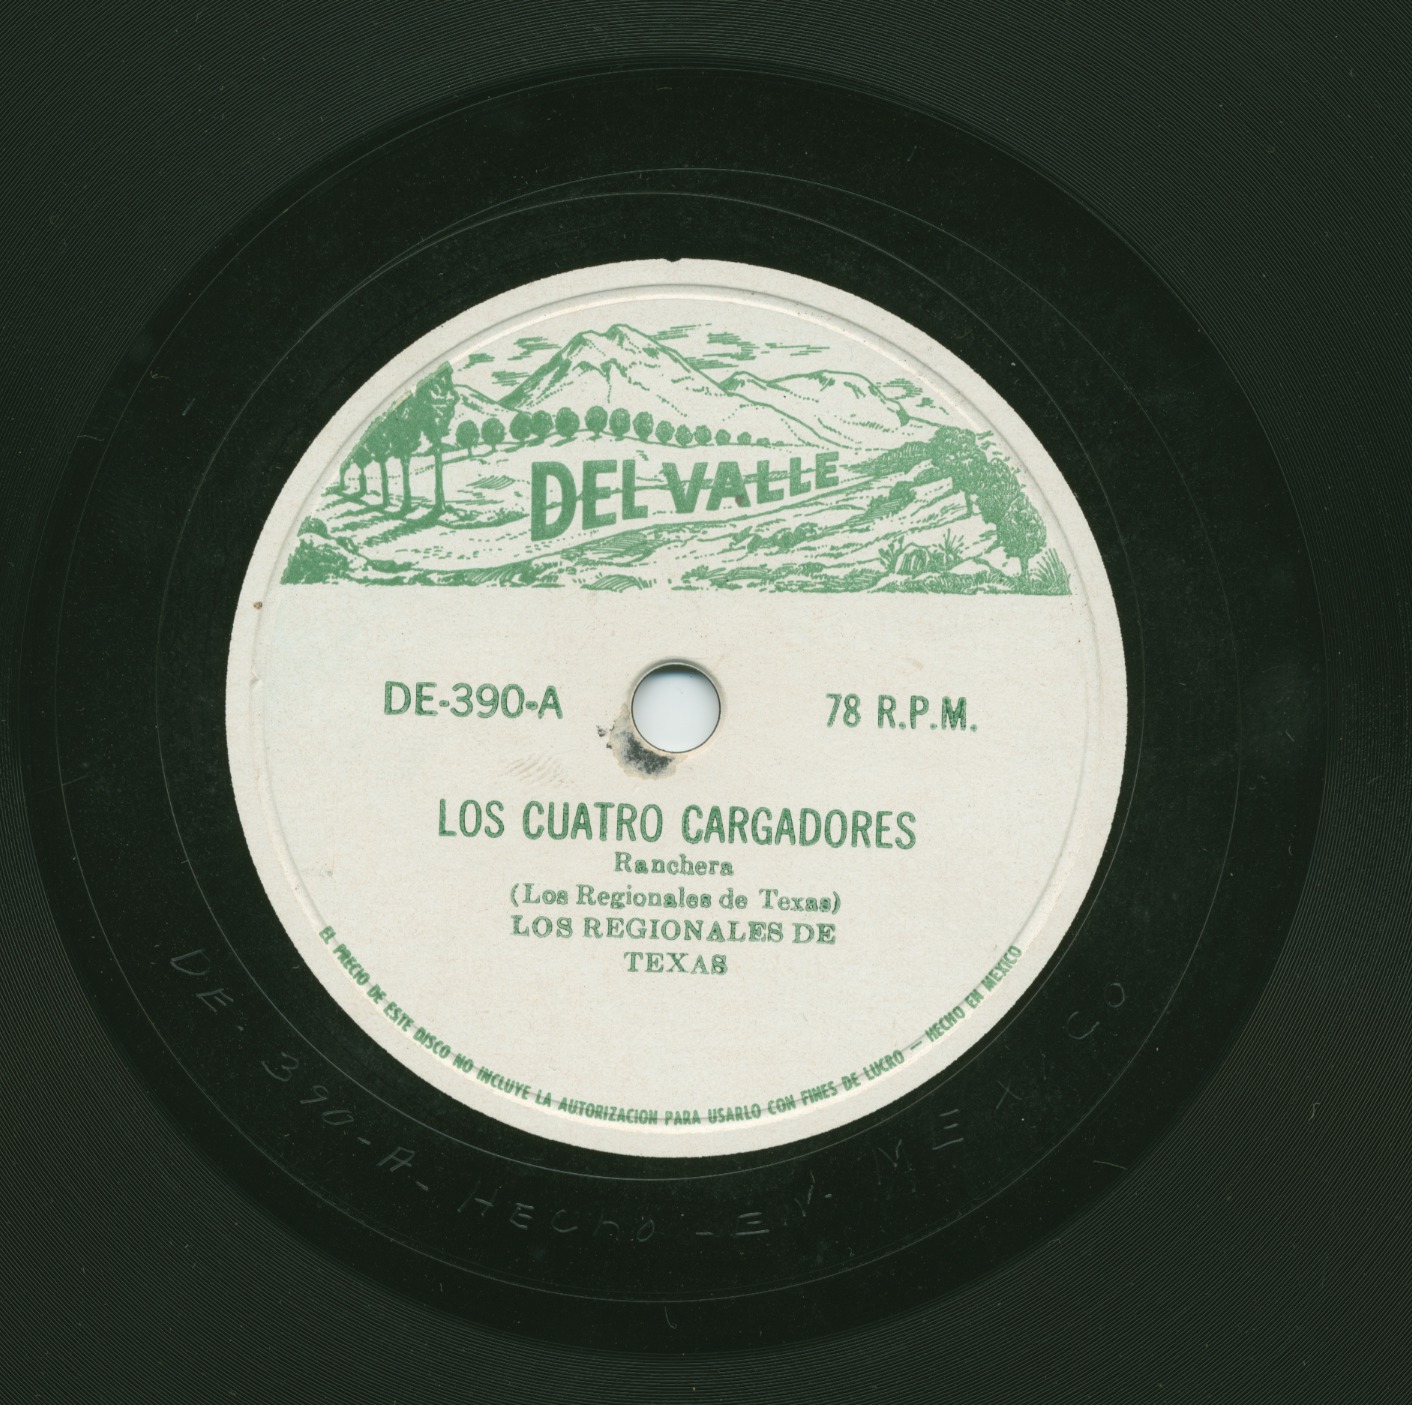 DEL VALLE
DE-390-A
78 R.P.M.
LOS CUATRO CARGADORES
Ranchera
(Los Regionales de Texas)
LOS REGIONALES DE
TEXAS
EL PRECIO DE ESTE DISCO NO INCLUYE LA AUTORIZACION PARA USARLO CON FINES DE LUCRO — HECHO EN MEXICO
DE-390-A-HEChO-EN-MEXICO